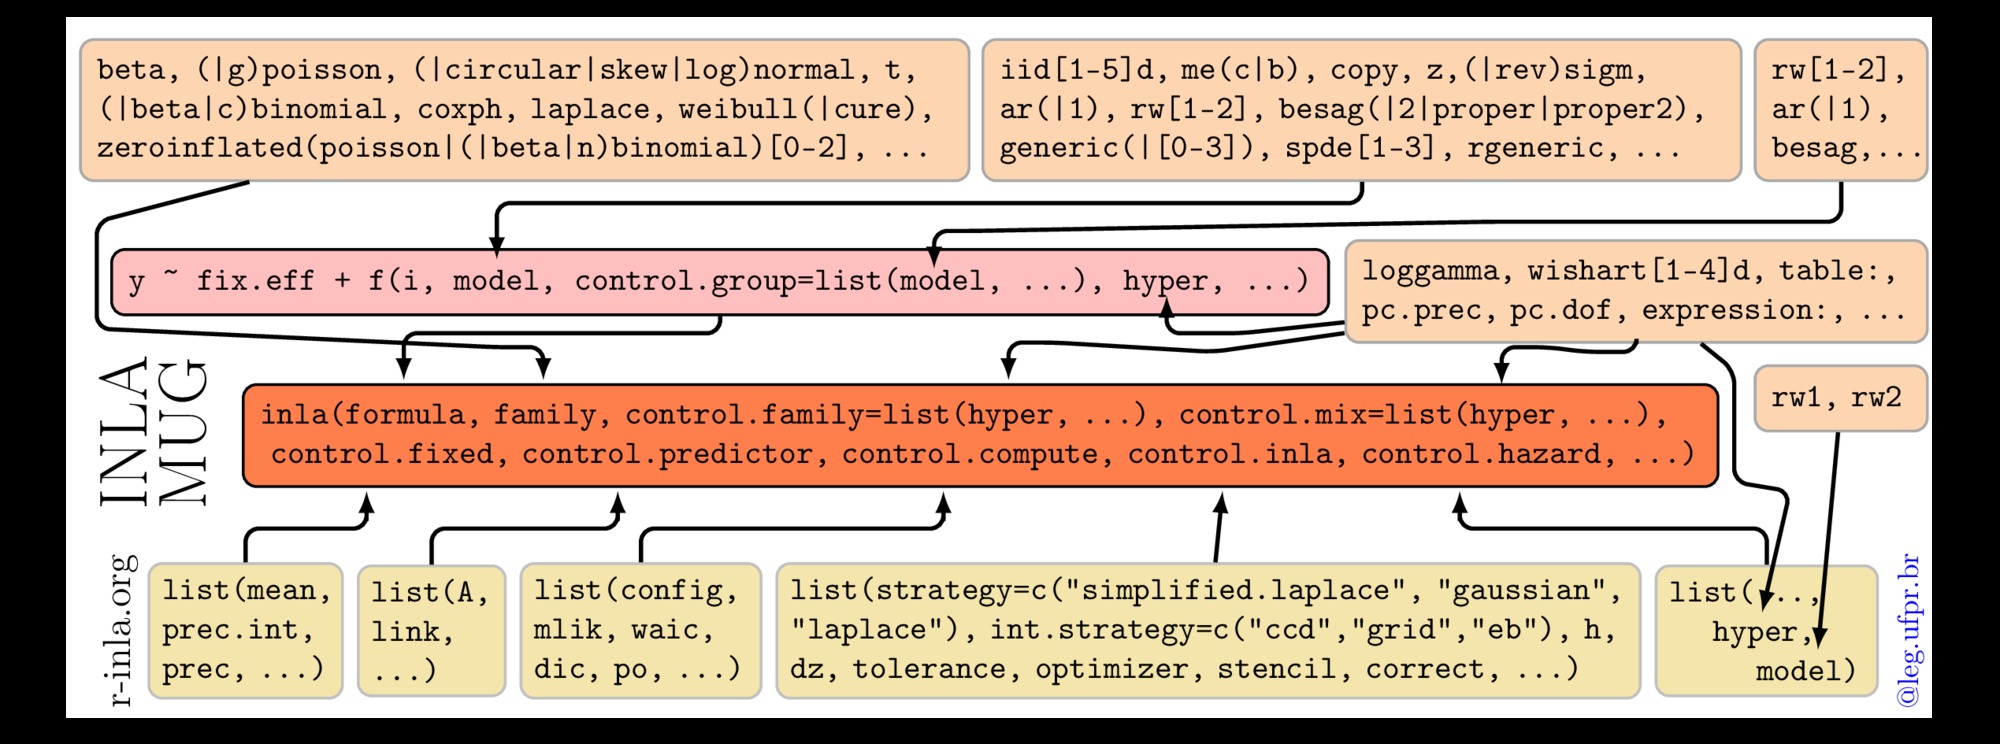 beta, (|g)poisson, (|circular|skew|log)normal, t,
(|beta|c)binomial, coxph, laplace, weibull(|cure),
zeroinflated(poisson|(|beta|n)binomial)[0-2], ...
iid[1-5]d, me(c|b), copy, z,(|rev)sigm,
ar(|1), rw[1-2], besag(|2|proper|proper2),
generic(|[0-3]), spde[1-3], rgeneric, ...
rw[1-2],
ar(|1),
besag,...
y ~ fix.eff + f(i, model, control.group=list(model, ...), hyper, ...)
loggamma, wishart[1-4]d, table:,
pc.prec, pc.dof, expression:, ...
INLA
MUG
inla(formula, family, control.family=list(hyper, ...), control.mix=list(hyper, ...),
control.fixed, control.predictor, control.compute, control.inla, control.hazard, ...)
rw1, rw2
r-inla.org
list(mean,
prec.int,
prec, ...)
list(A,
link,
...)
list(config,
mlik, waic,
dic, po, ...)
list(strategy=c("simplified.laplace", "gaussian",
"laplace"), int.strategy=c("ccd","grid","eb"), h,
dz, tolerance, optimizer, stencil, correct, ...)
list(...,
hyper,
model)
@leg.ufpr.br